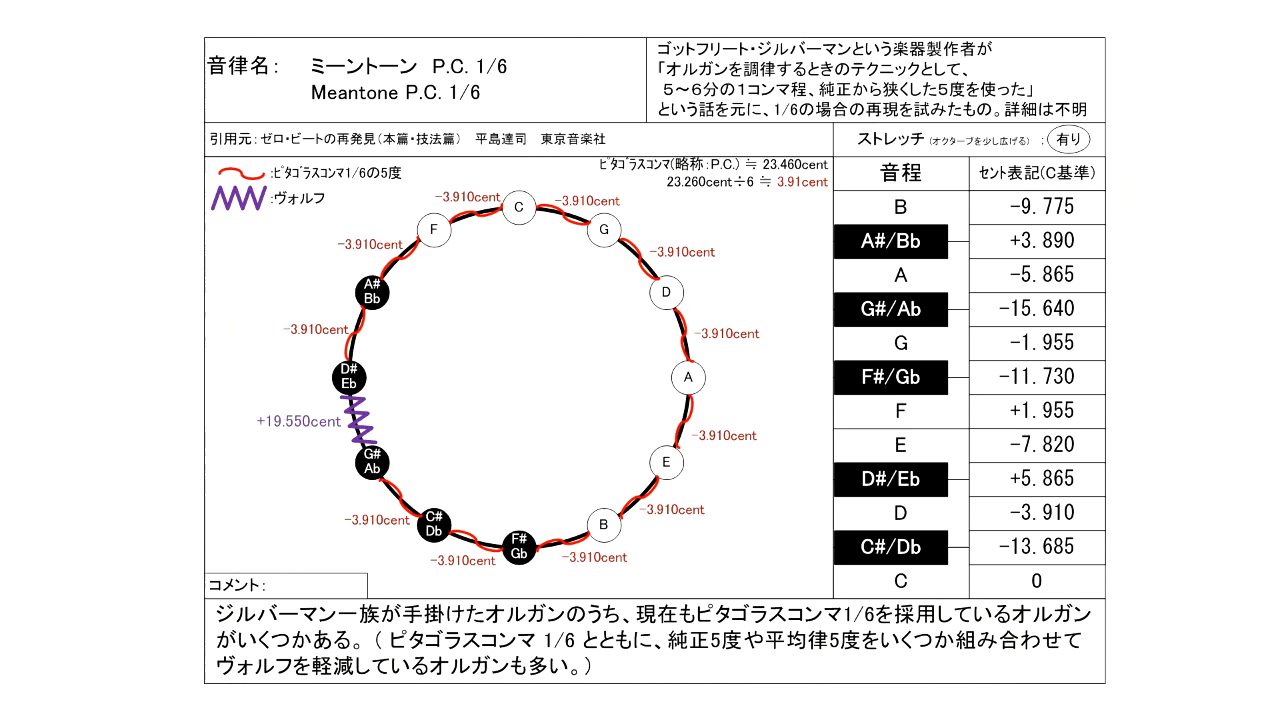 音律名： ミーントーン P.C. 1/6
Meantone P.C. 1/6
ゴットフリート・ジルバーマンという楽器製作者が
「オルガンを調律するときのテクニックとして、
５～６分の１コンマ程、純正から狭くした５度を使った」
という話を元に、1/6の場合の再現を試みたもの。詳細は不明
引用元：ゼロ・ビートの再発見（本篇・技法篇） 平島達司 東京音楽社
ストレッチ（オクターブを少し広げる） ： 有り
:ﾋﾟﾀｺﾞﾗｽコンマ1/6の5度
:ヴォルフ
ﾋﾟﾀｺﾞﾗｽコンマ(略称：P.C.) ≒ 23.460cent
23.260cent÷6 ≒ 3.91cent
-3.910cent
-3.910cent
-3.910cent
-3.910cent
-3.910cent
-3.910cent
-3.910cent
-3.910cent
-3.910cent
-3.910cent
-3.910cent
+19.550cent
C
G
D
A
E
B
F#
Gb
C#
Db
G#
Ab
D#
Eb
A#
Bb
F
音程 セント表記(C基準)
B -9.775
A#/Bb +3.890
A -5.865
G#/Ab -15.640
G -1.955
F#/Gb -11.730
F +1.955
E -7.820
D#/Eb +5.865
D -3.910
C#/Db -13.685
C 0
コメント：
ジルバーマン一族が手掛けたオルガンのうち、現在もピタゴラスコンマ1/6を採用しているオルガン
がいくつかある。（ ピタゴラスコンマ 1/6 とともに、純正5度や平均律5度をいくつか組み合わせて
ヴォルフを軽減しているオルガンも多い。）